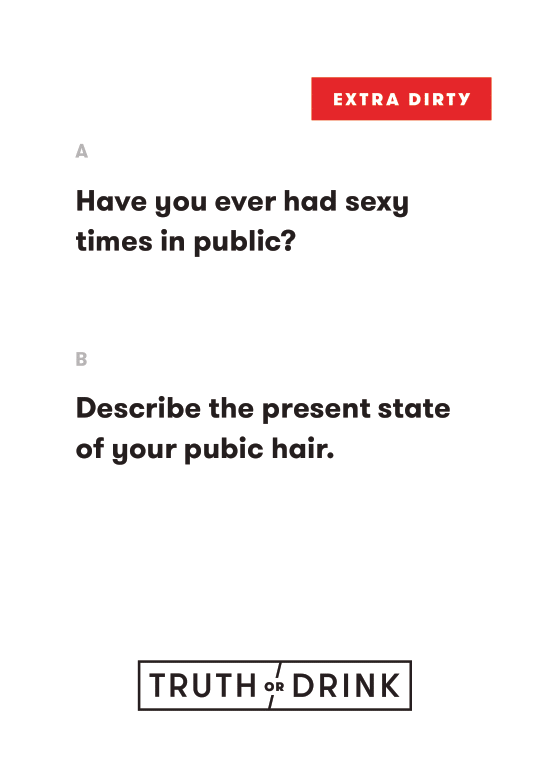 EXTRA DIRTY
A
Have you ever had sexy
times in public?
B
Describe the present state
of your pubic hair.
TRUTH OR DRINK